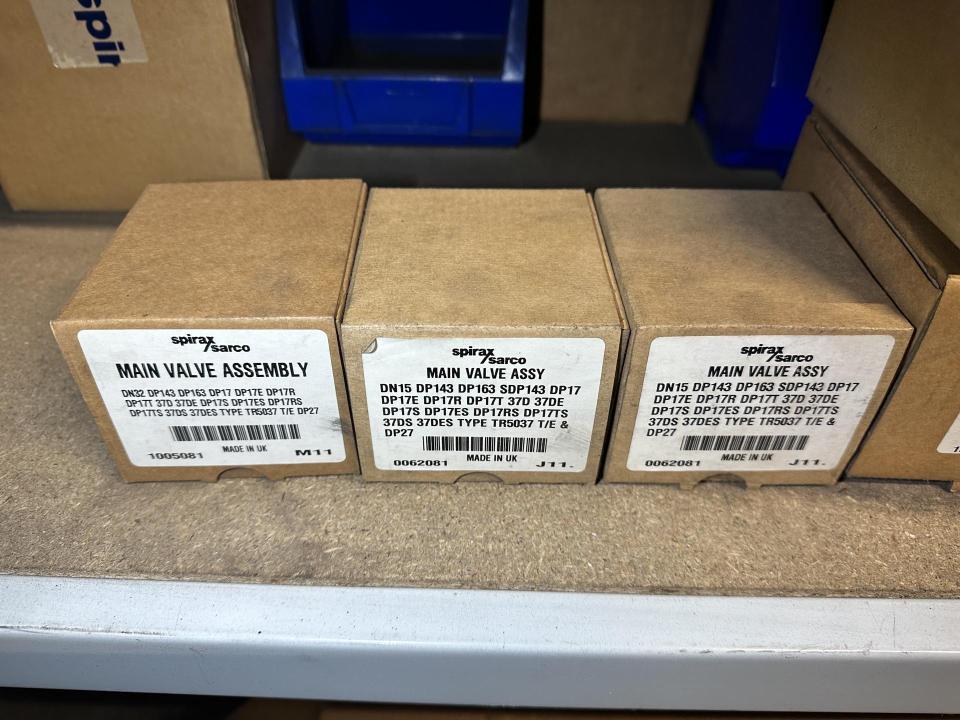 spir
spirax
sarco
MAIN VALVE ASSEMBLY
DN32 DP143 DP163 DP17 DP17E DP17R
DP17T 37D 37DE DP17S DP17ES DP17RS
DP17TS 37DS 37DES TYPE TR5037 T/E DP27
MADE IN UK
1005081 M11
spirax
sarco
MAIN VALVE ASSY
DN15 DP143 DP163 SDP143 DP17
DP17E DP17R DP17T 37D 37DE
DP17S DP17ES DP17RS DP17TS
37DS 37DES TYPE TR5037 T/E &
DP27
MADE IN UK
0062081 J11.
spirax
sarco
MAIN VALVE ASSY
DN15 DP143 DP163 SDP143 DP17
DP17E DP17R DP17T 37D 37DE
DP17S DP17ES DP17RS DP17TS
37DS 37DES TYPE TR5037 T/E &
DP27
MADE IN UK
0062081 J11.